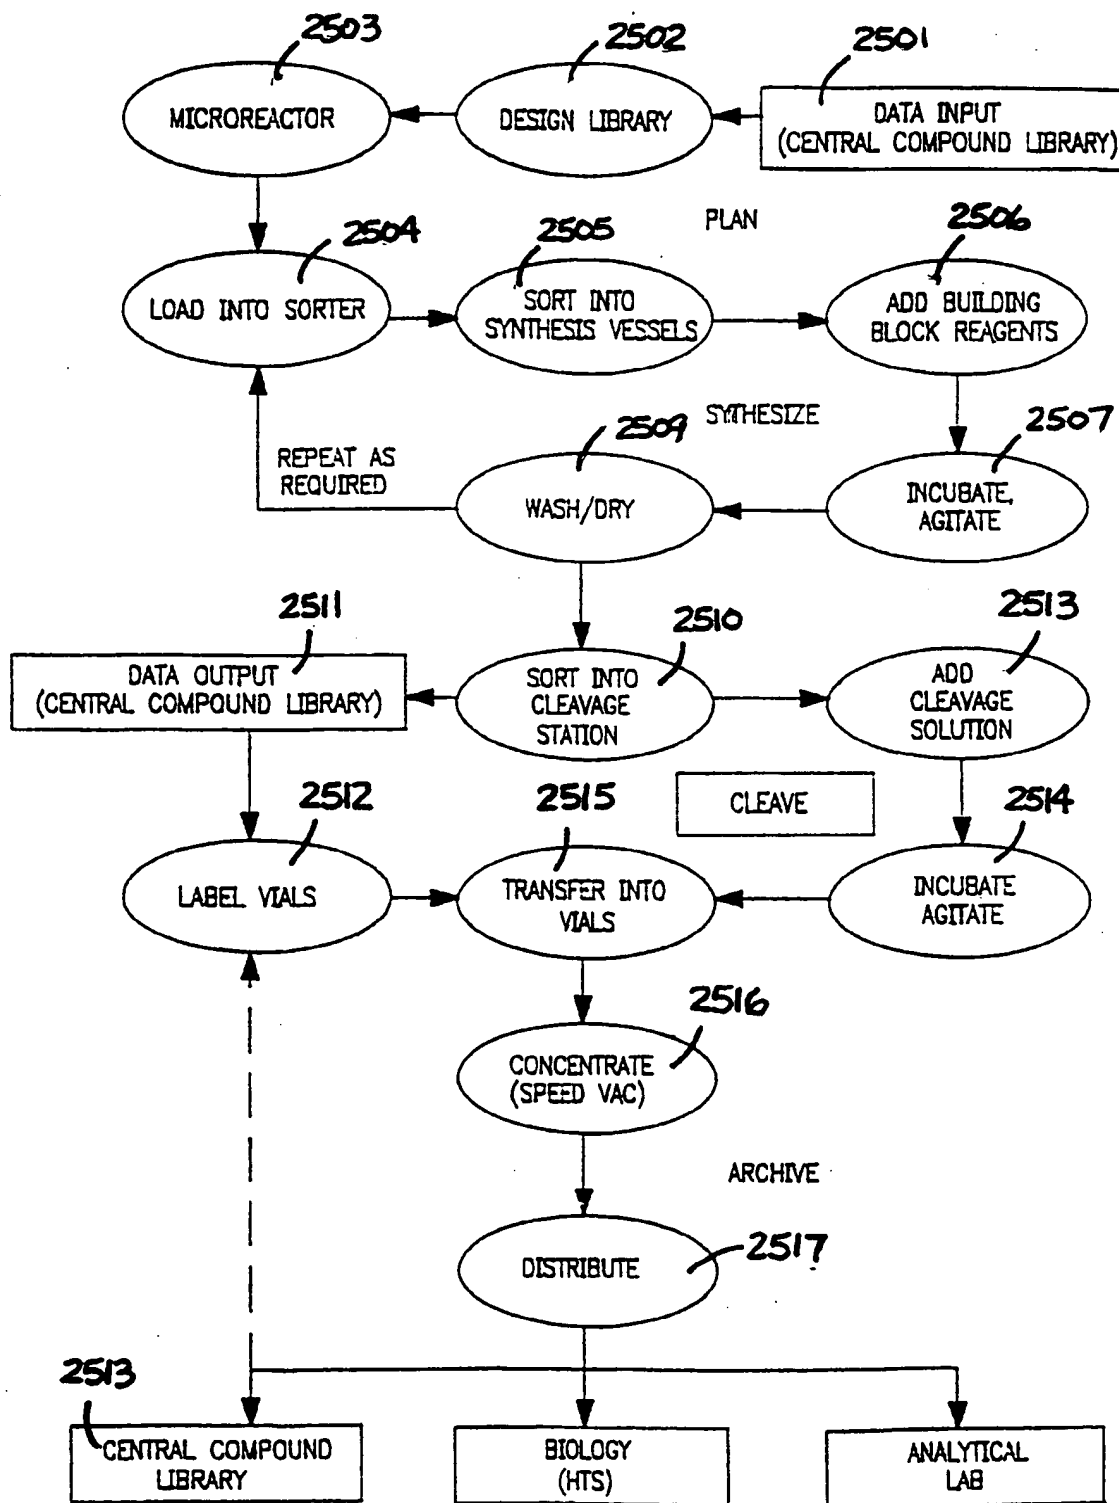 2503
2502
2501
MICROREACTOR
DESIGN LIBRARY
DATA INPUT
(CENTRAL COMPOUND LIBRARY)
PLAN
2504
2505
2506
LOAD INTO SORTER
SORT INTO
SYNTHESIS VESSELS
ADD BUILDING
BLOCK REAGENTS
SYTHESIZE
2509
2507
REPEAT AS
REQUIRED
WASH/DRY
INCUBATE,
AGITATE
2511
2510
2513
DATA OUTPUT
(CENTRAL COMPOUND LIBRARY)
SORT INTO
CLEAVAGE
STATION
ADD
CLEAVAGE
SOLUTION
CLEAVE
2512
2515
2514
LABEL VIALS
TRANSFER INTO
VIALS
INCUBATE
AGITATE
2516
CONCENTRATE
(SPEED VAC)
ARCHIVE
2517
DISTRIBUTE
2513
CENTRAL COMPOUND
LIBRARY
BIOLOGY
(HTS)
ANALYTICAL
LAB